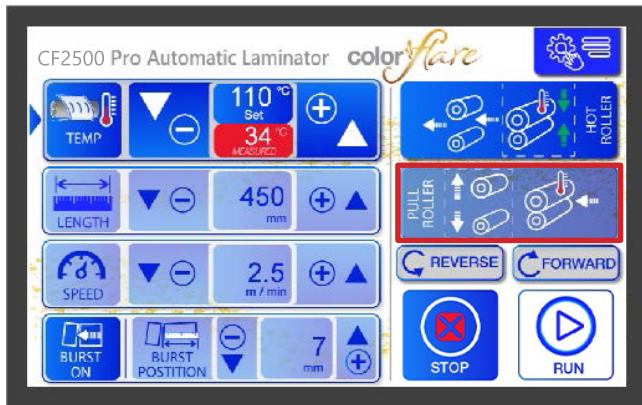 CF2500 Pro Automatic Laminator colorflare
TEMP
110 °C
Set
34 °C
MEASURED
HOT
ROLLER
LENGTH
450
mm
PULL
ROLLER
SPEED
2.5
m / min
REVERSE
FORWARD
BURST
ON
BURST
POSTITION
7
mm
STOP
RUN